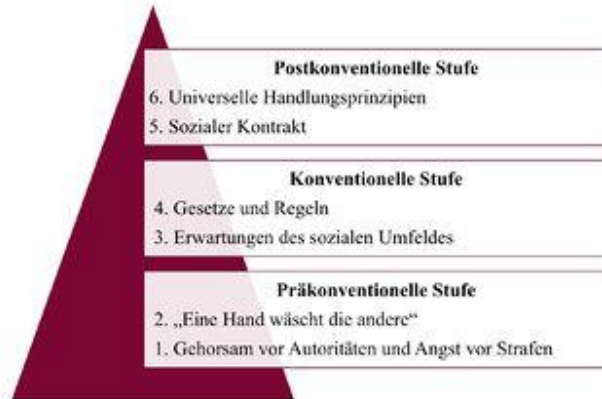 Postkonventionelle Stufe
6. Universelle Handlungsprinzipien
5. Sozialer Kontrakt
Konventionelle Stufe
4. Gesetze und Regeln
3. Erwartungen des sozialen Umfeldes
Präkonventionelle Stufe
2. „Eine Hand wäscht die andere“
1. Gehorsam vor Autoritäten und Angst vor Strafen